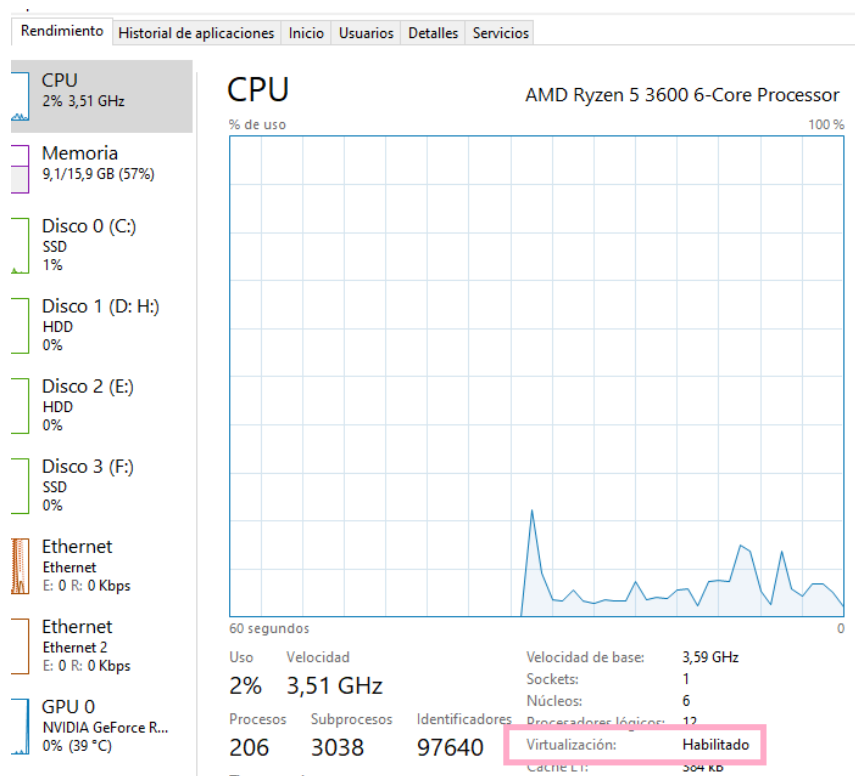 Rendimiento Historial de aplicaciones Inicio Usuarios Detalles Servicios
CPU
2% 3,51 GHz
Memoria
9,1/15,9 GB (57%)
Disco 0 (C:)
SSD
1%
Disco 1 (D: H:)
HDD
0%
Disco 2 (E:)
HDD
0%
Disco 3 (F:)
SSD
0%
Ethernet
Ethernet
E: 0 R: 0 Kbps
Ethernet
Ethernet 2
E: 0 R: 0 Kbps
GPU 0
NVIDIA GeForce R...
0% (39 °C)
CPU AMD Ryzen 5 3600 6-Core Processor
% de uso 100 %
60 segundos 0
Uso Velocidad
2% 3,51 GHz
Procesos Subprocesos Identificadores
206 3038 97640
Velocidad de base: 3,59 GHz
Sockets: 1
Núcleos: 6
Procesadores lógicos: 12
Virtualización: Habilitado
Caché L1: 384 kB